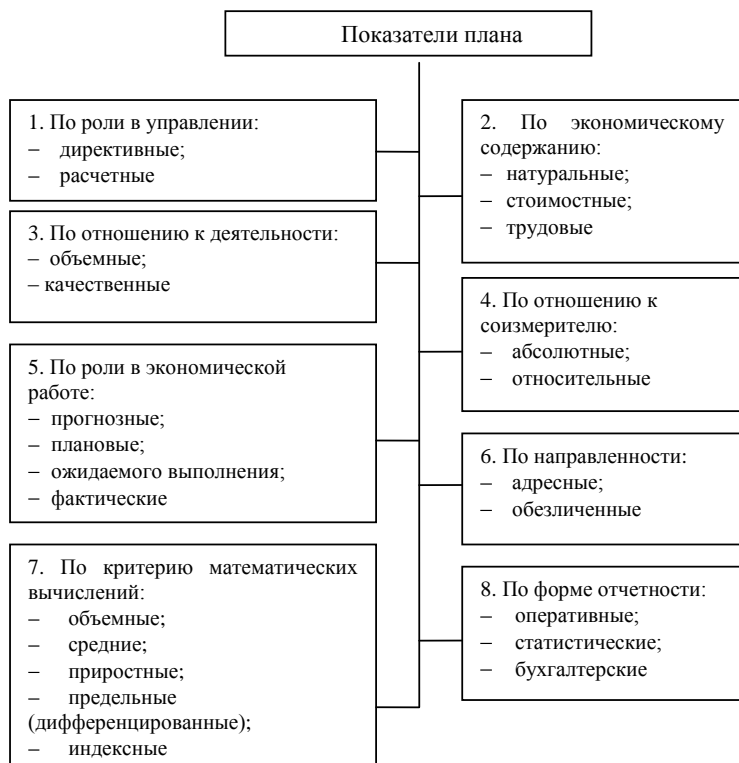 Показатели плана
1. По роли в управлении:
– директивные;
– расчетные
2. По экономическому
содержанию:
– натуральные;
– стоимостные;
– трудовые
3. По отношению к деятельности:
– объемные;
– качественные
4. По отношению к
соизмерителю:
– абсолютные;
– относительные
5. По роли в экономической
работе:
– прогнозные;
– плановые;
– ожидаемого выполнения;
– фактические
6. По направленности:
– адресные;
– обезличенные
7. По критерию математических
вычислений:
– объемные;
– средние;
– приростные;
– предельные
(дифференцированные);
– индексные
8. По форме отчетности:
– оперативные;
– статистические;
– бухгалтерские